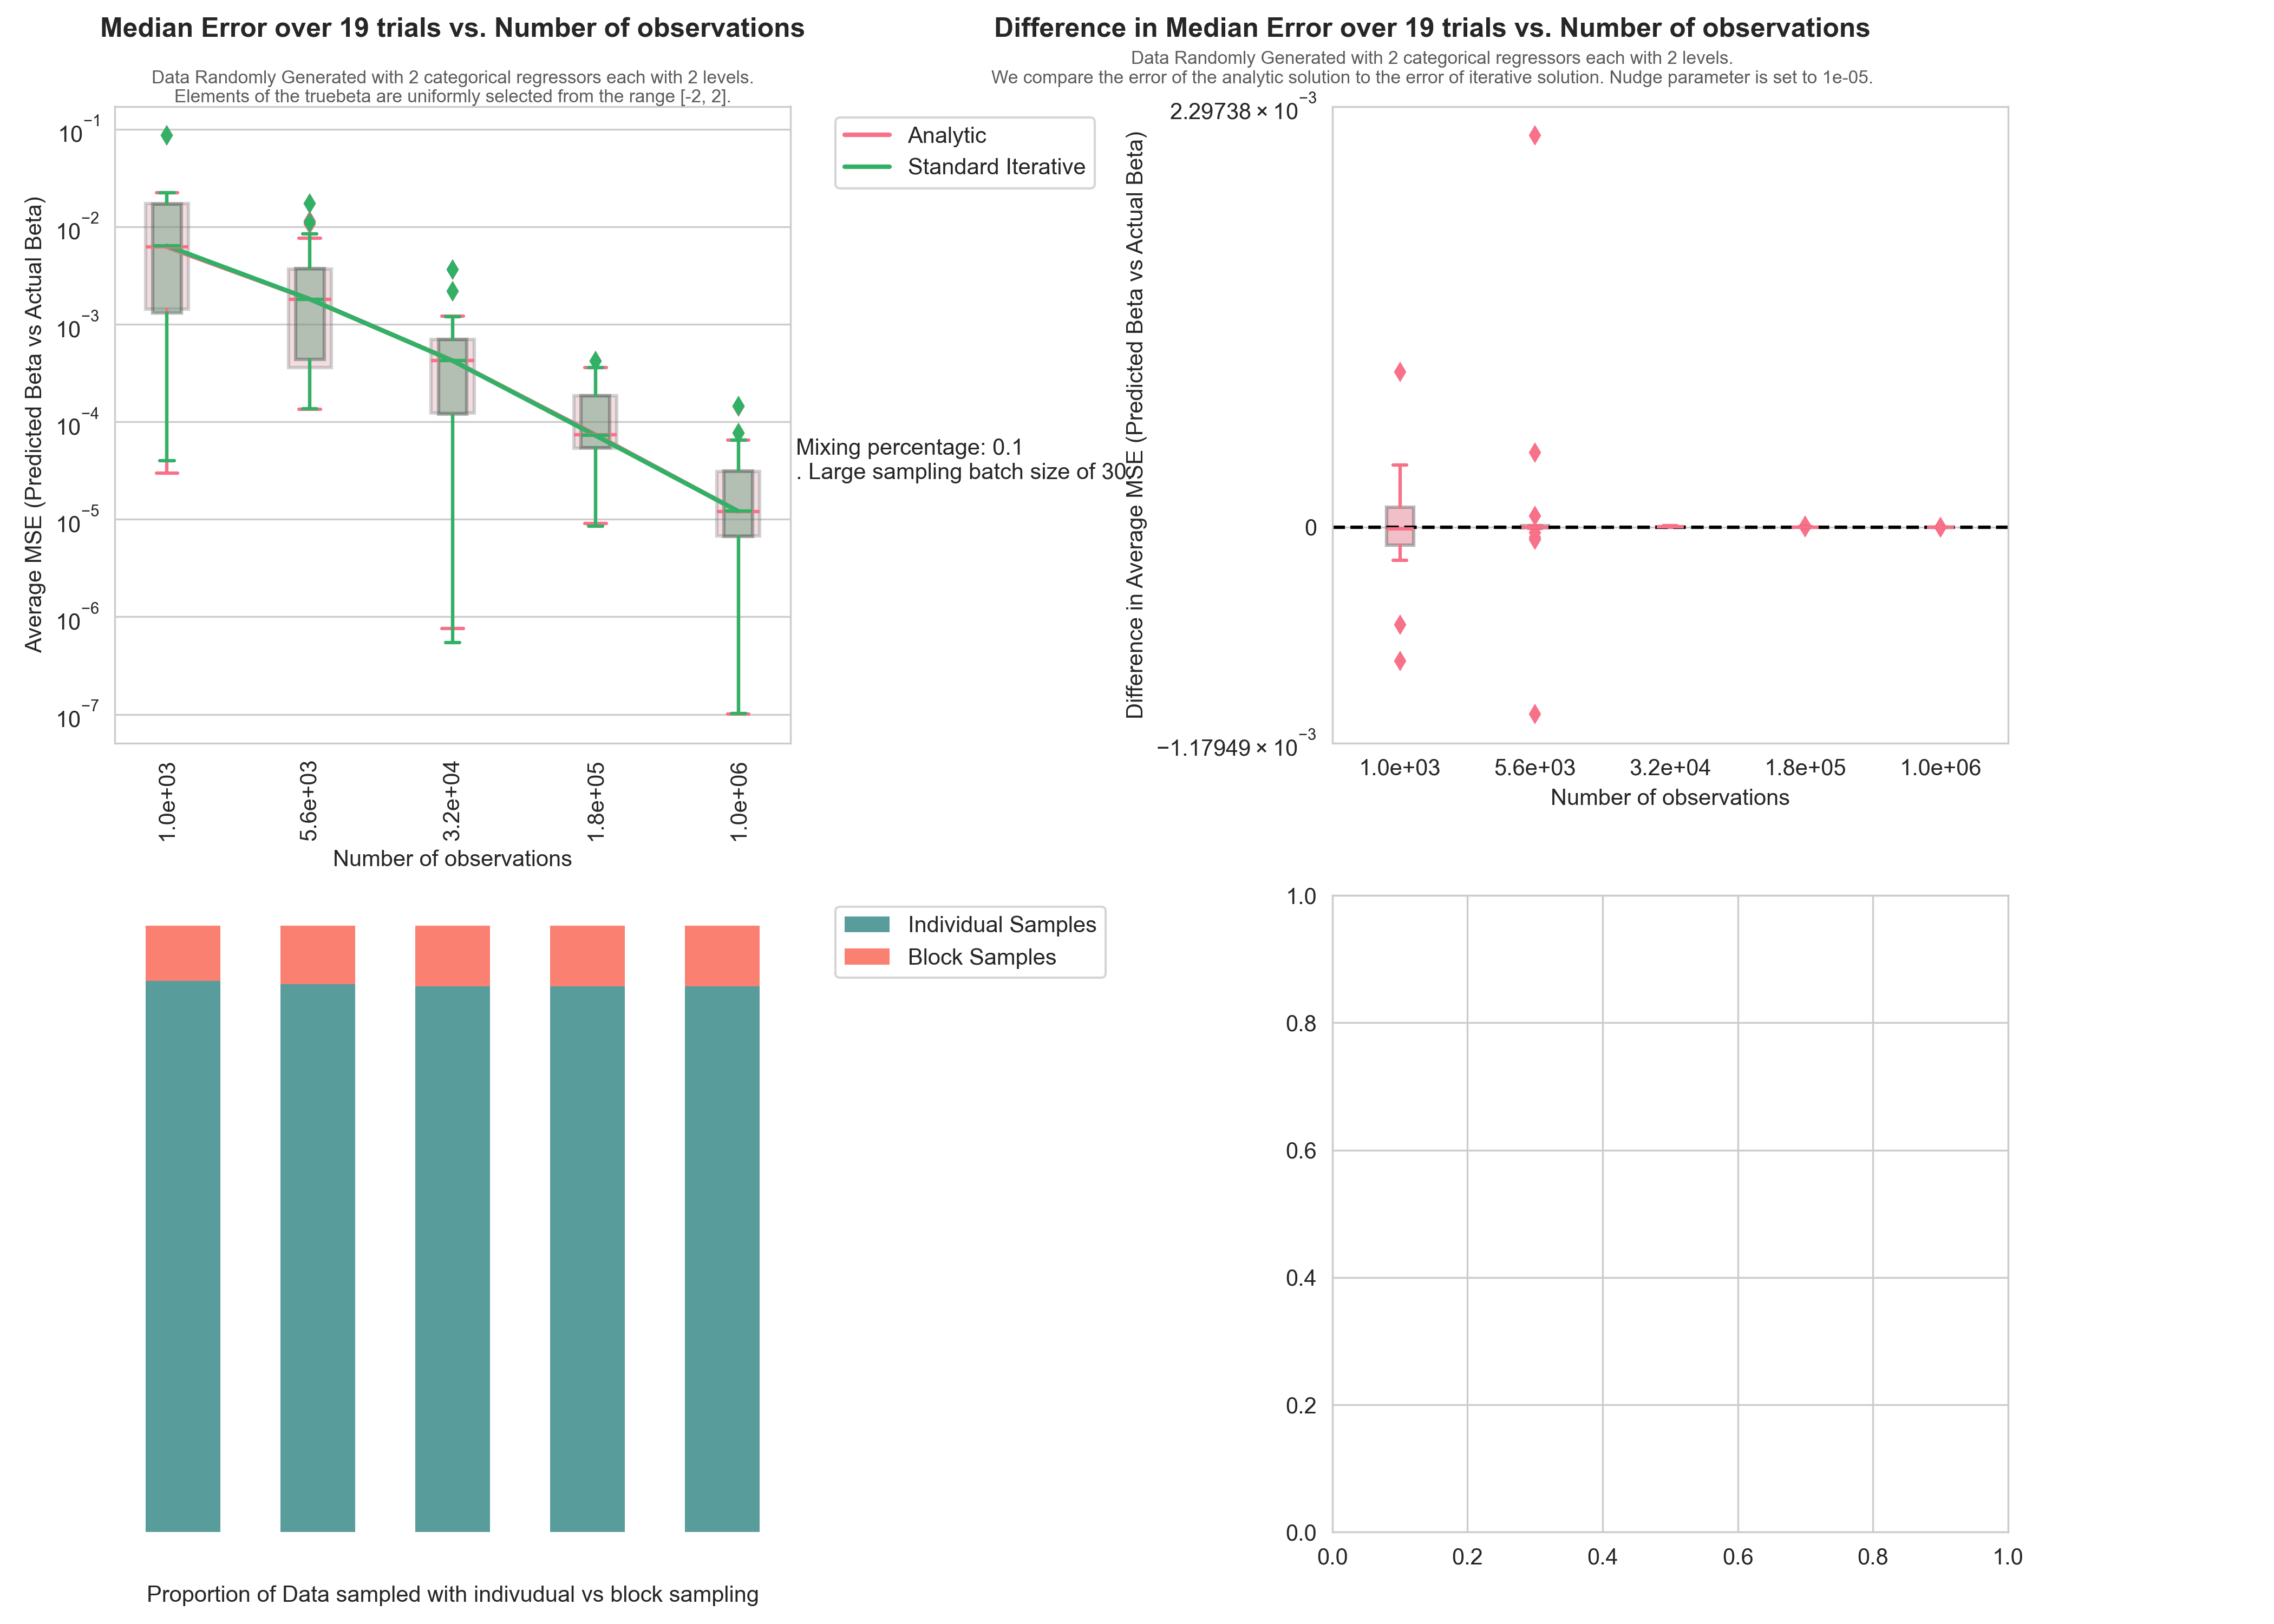 Median Error over 19 trials vs. Number of observations
Data Randomly Generated with 2 categorical regressors each with 2 levels.
Elements of the truebeta are uniformly selected from the range [-2, 2].
Average MSE (Predicted Beta vs Actual Beta)
10⁻¹
10⁻²
10⁻³
10⁻⁴
10⁻⁵
10⁻⁶
10⁻⁷
1.0e+03
5.6e+03
3.2e+04
1.8e+05
1.0e+06
Number of observations
Analytic
Standard Iterative
Mixing percentage: 0.1
. Large sampling batch size of 30.
Difference in Median Error over 19 trials vs. Number of observations
Data Randomly Generated with 2 categorical regressors each with 2 levels.
We compare the error of the analytic solution to the error of iterative solution. Nudge parameter is set to 1e-05.
Difference in Average MSE (Predicted Beta vs Actual Beta)
2.29738 × 10⁻³
0
−1.17949 × 10⁻³
1.0e+03 5.6e+03 3.2e+04 1.8e+05 1.0e+06
Number of observations
Individual Samples
Block Samples
Proportion of Data sampled with indivudual vs block sampling
1.0
0.8
0.6
0.4
0.2
0.0
0.0 0.2 0.4 0.6 0.8 1.0